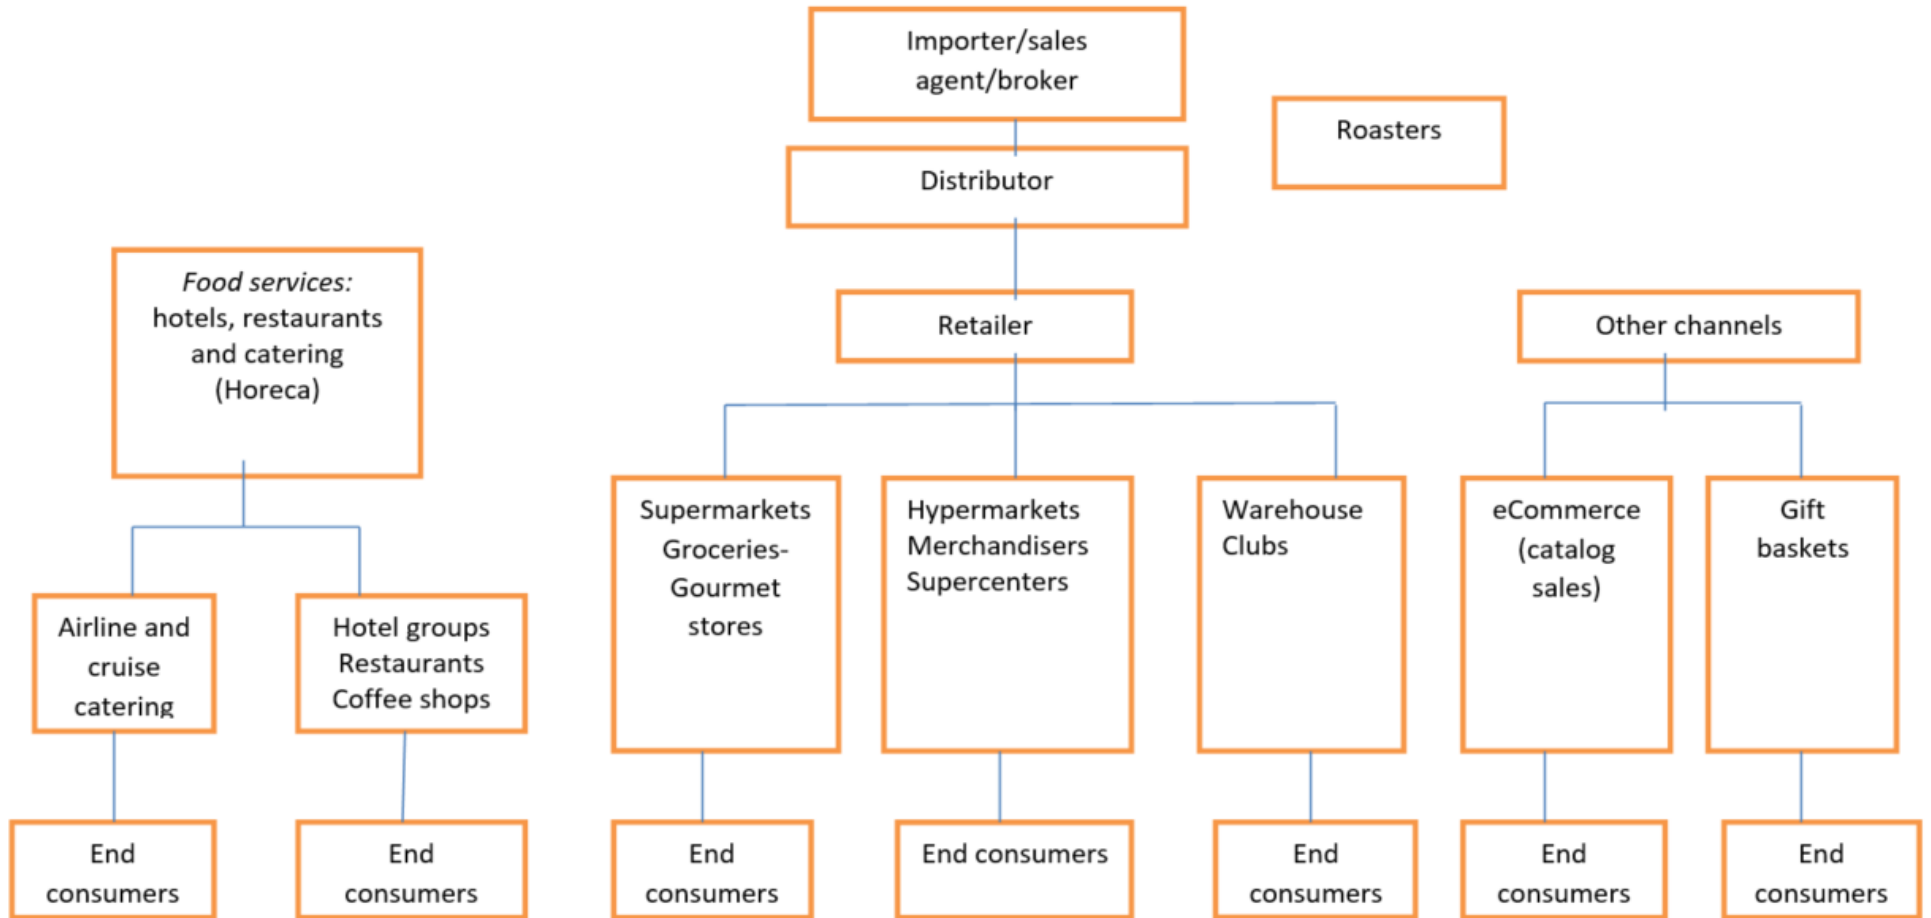 Importer/sales
agent/broker
Roasters
Distributor
Food services:
hotels, restaurants
and catering
(Horeca)
Retailer
Other channels
Supermarkets
Groceries-
Gourmet
stores
Hypermarkets
Merchandisers
Supercenters
Warehouse
Clubs
eCommerce
(catalog
sales)
Gift
baskets
Airline and
cruise
catering
Hotel groups
Restaurants
Coffee shops
End
consumers
End
consumers
End
consumers
End consumers
End
consumers
End
consumers
End
consumers